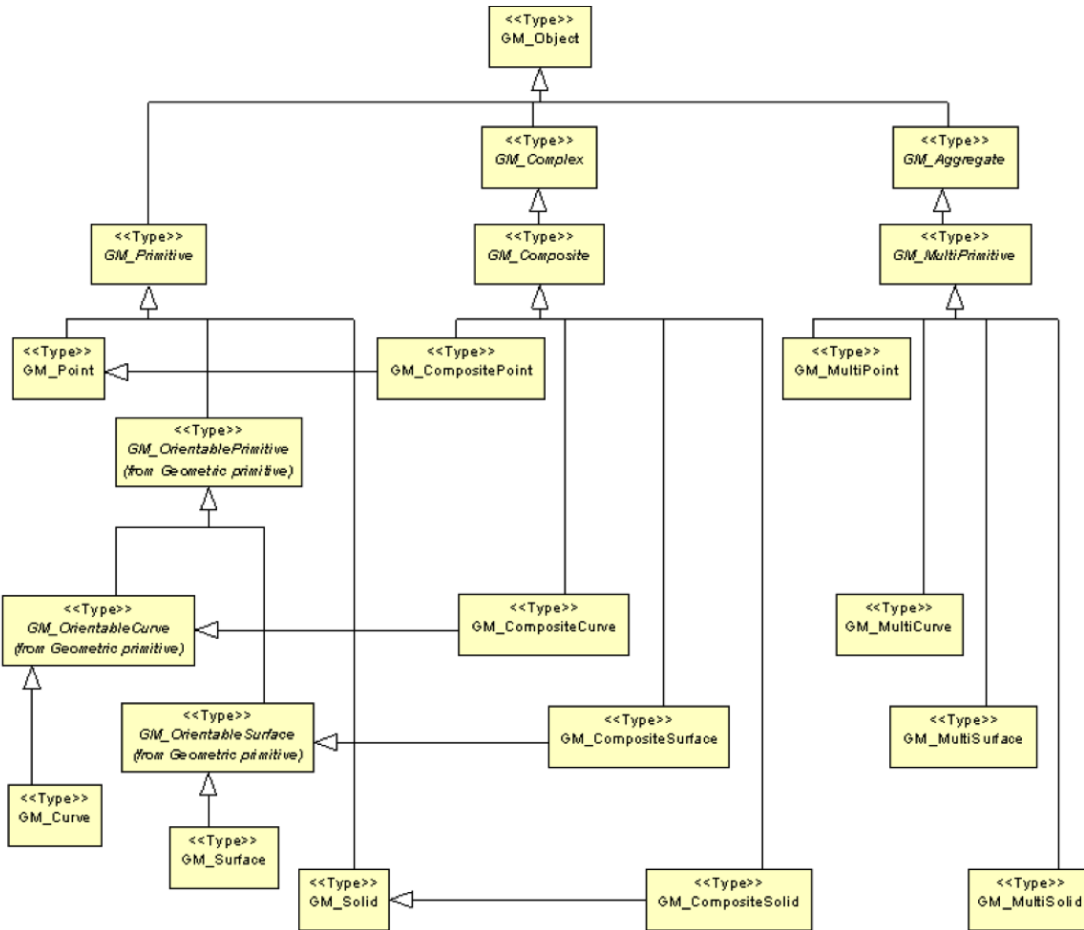 <<Type>>
GM_Object
<<Type>>
GM_Complex
<<Type>>
GM_Aggregate
<<Type>>
GM_Primitive
<<Type>>
GM_Composite
<<Type>>
GM_MultiPrimitive
<<Type>>
GM_Point
<<Type>>
GM_CompositePoint
<<Type>>
GM_MultiPoint
<<Type>>
GM_OrientablePrimitive
(from Geometric primitive)
<<Type>>
GM_OrientableCurve
(from Geometric primitive)
<<Type>>
GM_CompositeCurve
<<Type>>
GM_MultiCurve
<<Type>>
GM_OrientableSurface
(from Geometric primitive)
<<Type>>
GM_CompositeSurface
<<Type>>
GM_MultiSurface
<<Type>>
GM_Curve
<<Type>>
GM_Surface
<<Type>>
GM_Solid
<<Type>>
GM_CompositeSolid
<<Type>>
GM_MultiSolid